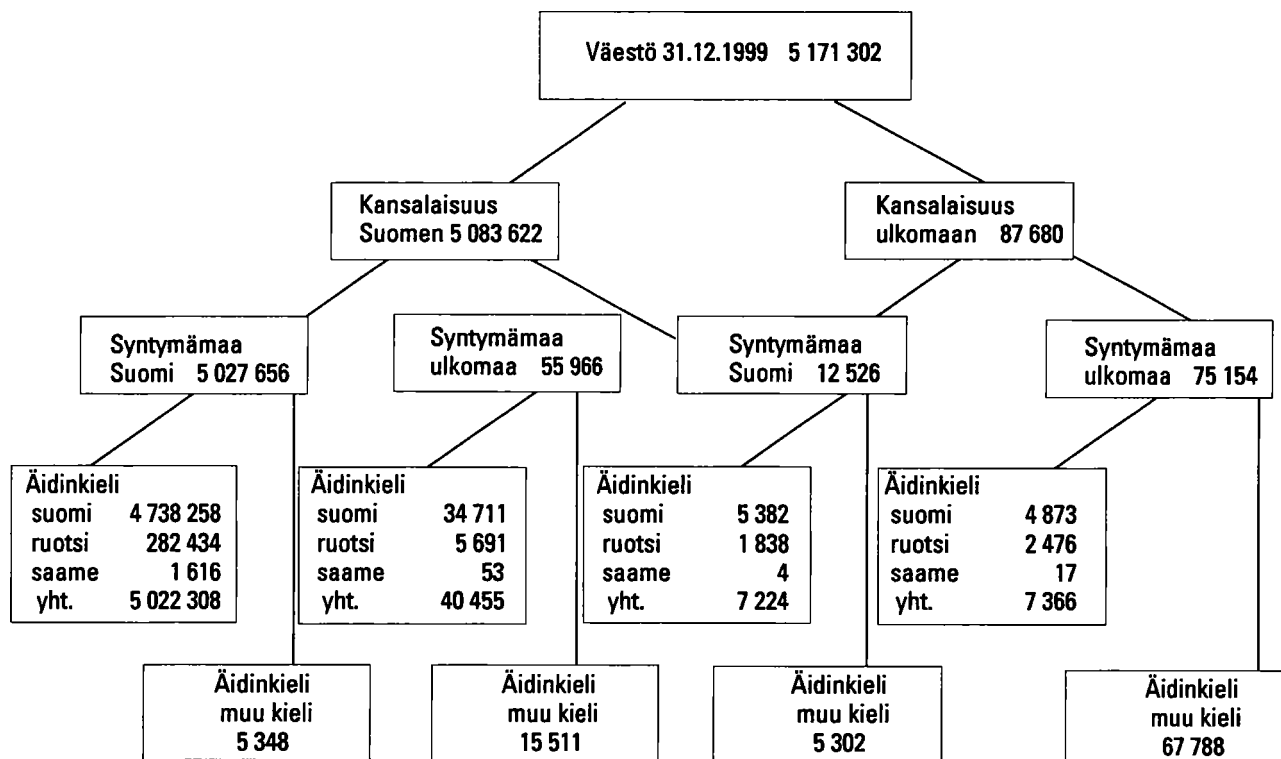 Väestö 31.12.1999 5 171 302
Kansalaisuus
Suomen 5 083 622
Kansalaisuus
ulkomaan 87 680
Syntymämaa
Suomi 5 027 656
Syntymämaa
ulkomaa 55 966
Syntymämaa
Suomi 12 526
Syntymämaa
ulkomaa 75 154
Äidinkieli
suomi 4 738 258
ruotsi 282 434
saame 1 616
yht. 5 022 308
Äidinkieli
suomi 34 711
ruotsi 5 691
saame 53
yht. 40 455
Äidinkieli
suomi 5 382
ruotsi 1 838
saame 4
yht. 7 224
Äidinkieli
suomi 4 873
ruotsi 2 476
saame 17
yht. 7 366
Äidinkieli
muu kieli
5 348
Äidinkieli
muu kieli
15 511
Äidinkieli
muu kieli
5 302
Äidinkieli
muu kieli
67 788